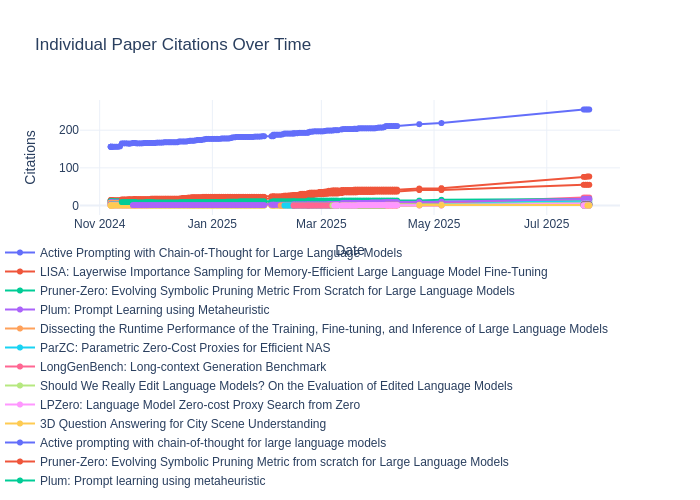 Individual Paper Citations Over Time
Citations
200
100
0
Nov 2024 Jan 2025 Mar 2025 May 2025 Jul 2025
Date
Active Prompting with Chain-of-Thought for Large Language Models
LISA: Layerwise Importance Sampling for Memory-Efficient Large Language Model Fine-Tuning
Pruner-Zero: Evolving Symbolic Pruning Metric From Scratch for Large Language Models
Plum: Prompt Learning using Metaheuristic
Dissecting the Runtime Performance of the Training, Fine-tuning, and Inference of Large Language Models
ParZC: Parametric Zero-Cost Proxies for Efficient NAS
LongGenBench: Long-context Generation Benchmark
Should We Really Edit Language Models? On the Evaluation of Edited Language Models
LPZero: Language Model Zero-cost Proxy Search from Zero
3D Question Answering for City Scene Understanding
Active prompting with chain-of-thought for large language models
Pruner-Zero: Evolving Symbolic Pruning Metric from scratch for Large Language Models
Plum: Prompt learning using metaheuristic